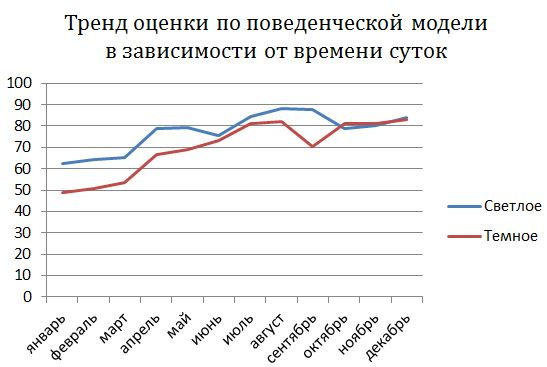 Тренд оценки по поведенческой модели
в зависимости от времени суток
100
90
80
70
60
50
40
30
20
10
0
Светлое
Темное
январь
февраль
март
апрель
май
июнь
июль
август
сентябрь
октябрь
ноябрь
декабрь